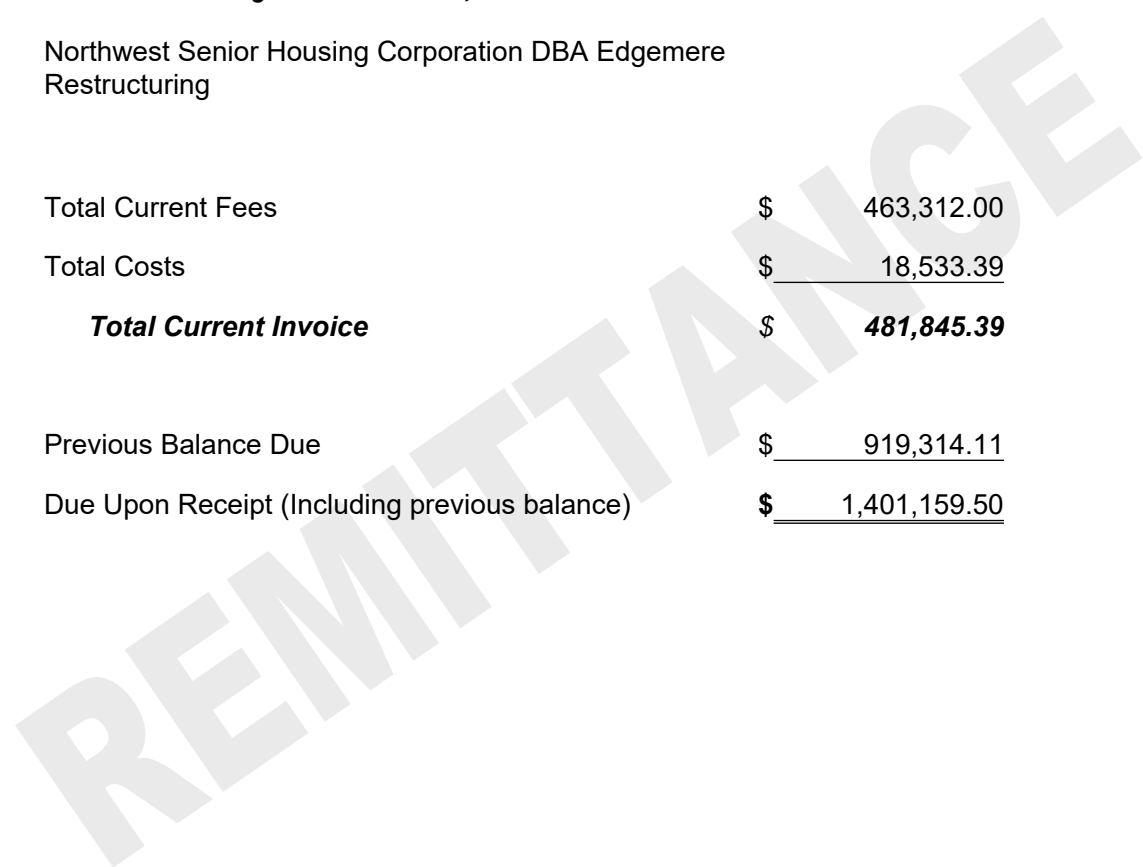 Northwest Senior Housing Corporation DBA Edgemere
Restructuring
Total Current Fees $ 463,312.00
Total Costs $ 18,533.39
Total Current Invoice $ 481,845.39
Previous Balance Due $ 919,314.11
Due Upon Receipt (Including previous balance) $ 1,401,159.50
REMITTANCE